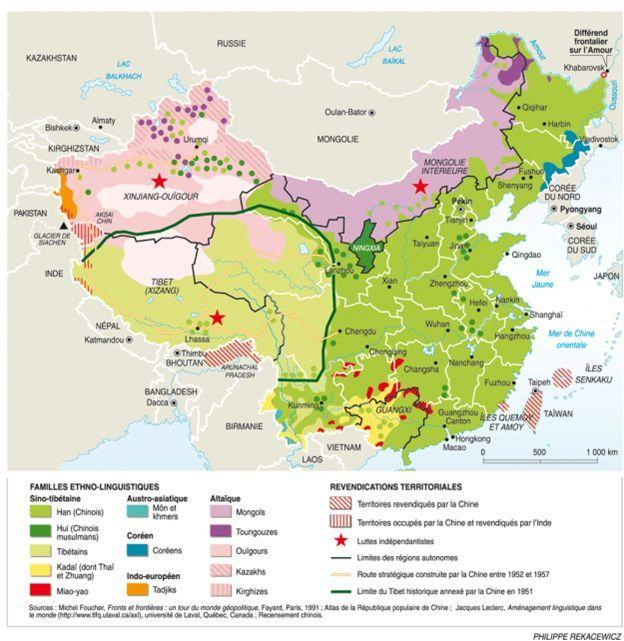 RUSSIE
Différend
frontalier
sur l'Amour
KAZAKHSTAN
LAC
BAÏKAL
Amour
LAC
BALKHACH
Khabarovsk
Oussouri
Oulan-Bator
Qiqihar
Almaty
Bishkek
Harbin
Urumqi
MONGOLIE
Vladivostok
KIRGHIZSTAN
MONGOLIE
INTÉRIEURE
Kashgar
Fushun
XINJIANG-OUÏGOUR
Shenyang
CORÉE
DU NORD
Pékin
PAKISTAN
AKSAI
CHIN
Tianjin
Pyongyang
GLACIER DE
SIACHEN
NINGXIA
Taiyuan
Séoul
Jinan
CORÉE
DU SUD
Lanzhou
Qingdao
INDE
TIBET
(XIZANG)
Xian
Zhengzhou
Mer
Jaune
JAPON
Hefei
Nankin
Shanghaï
NÉPAL
Katmandou
Lhassa
Chengdu
Wuhan
Hangzhou
Mer de Chine
orientale
Thimbu
BHOUTAN
Chongqing
ARUNACHAL
PRADESH
Changsha
Nanchang
ÎLES
SENKAKU
BANGLADESH
Dacca
Kunming
GUANGXI
Fuzhou
Taipeh
TAÏWAN
ÎLES QUEMOY
ET AMOY
Guangzhou
Canton
BIRMANIE
VIETNAM
Hongkong
Macao
LAOS
0 500 1 000 km
FAMILLES ETHNO-LINGUISTIQUES
Sino-tibétaine
Han (Chinois)
Hui (Chinois
musulmans)
Tibétains
Kadaï (dont Thaï
et Zhuang)
Miao-yao
Austro-asiatique
Môn et
khmers
Coréen
Coréens
Indo-européen
Tadjiks
Altaïque
Mongols
Toungouzes
Ouïgours
Kazakhs
Kirghizes
REVENDICATIONS TERRITORIALES
Territoires revendiqués par la Chine
Territoires occupés par la Chine et revendiqués par l'Inde
Luttes indépendantistes
Limites des régions autonomes
Route stratégique construite par la Chine entre 1952 et 1957
Limite du Tibet historique annexé par la Chine en 1951
Sources : Michel Foucher, Fronts et frontières : un tour du monde géopolitique, Fayard, Paris, 1991 ; Atlas de la République populaire de Chine ; Jacques Leclerc, Aménagement linguistique dans
le monde (http://www.tlfq.ulaval.ca/axl), université de Laval, Québec, Canada ; Recensement chinois.
PHILIPPE REKACEWICZ